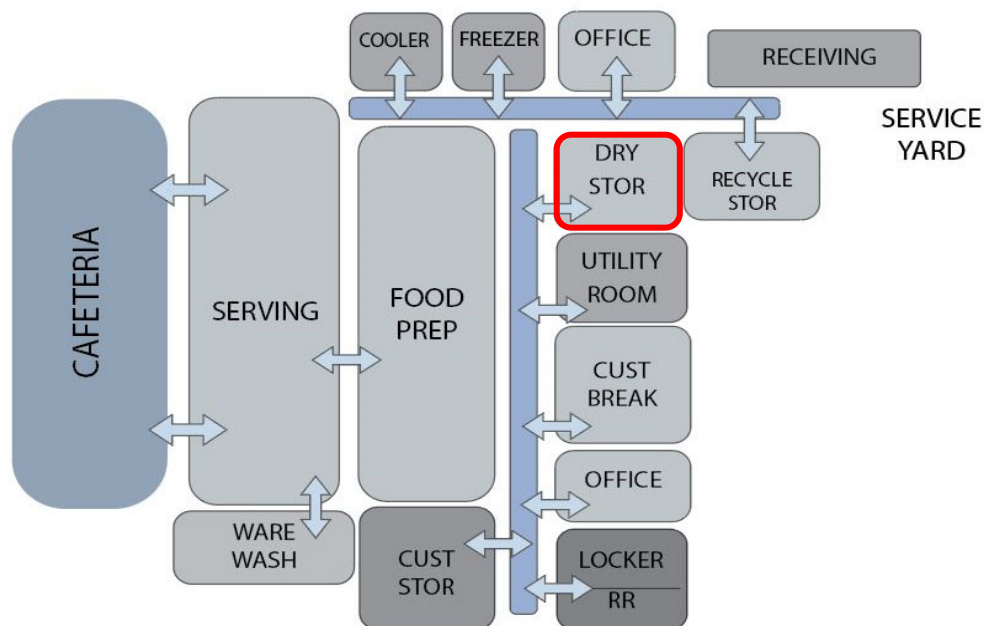 COOLER
FREEZER
OFFICE
RECEIVING
SERVICE
YARD
CAFETERIA
SERVING
FOOD
PREP
DRY
STOR
RECYCLE
STOR
UTILITY
ROOM
CUST
BREAK
OFFICE
WARE
WASH
CUST
STOR
LOCKER
RR